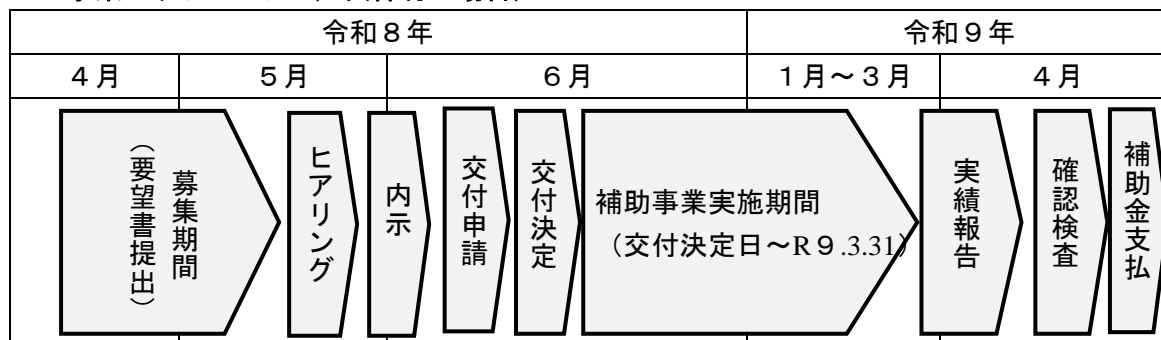 令和８年
令和９年
４月
５月
６月
１月～３月
４月
募集期間
（要望書提出）
ヒアリング
内示
交付申請
交付決定
補助事業実施期間
（交付決定日～R９.3.31）
実績報告
確認検査
補助金支払